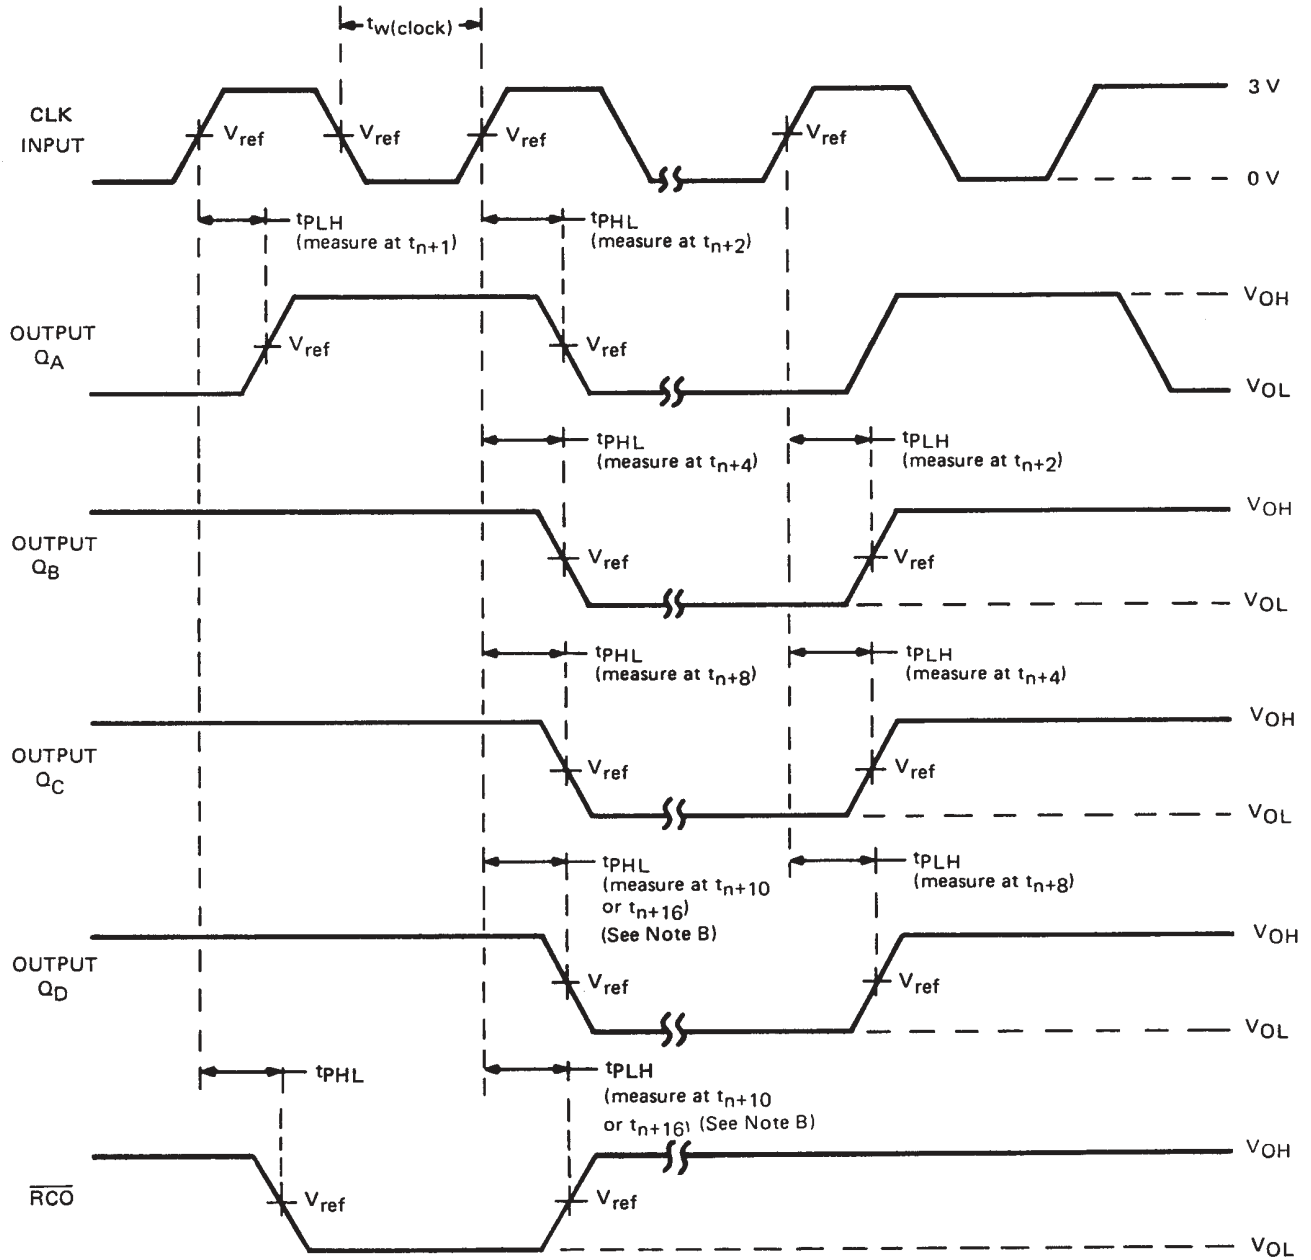 tw(clock)
CLK
INPUT
Vref
Vref
Vref
Vref
3 V
0 V
tPLH
(measure at tn+1)
tPHL
(measure at tn+2)
OUTPUT
QA
Vref
Vref
VOH
VOL
tPHL
(measure at tn+4)
tPLH
(measure at tn+2)
OUTPUT
QB
Vref
Vref
VOH
VOL
tPHL
(measure at tn+8)
tPLH
(measure at tn+4)
OUTPUT
QC
Vref
Vref
VOH
VOL
tPHL
(measure at tn+10
or tn+16)
(See Note B)
tPLH
(measure at tn+8)
OUTPUT
QD
Vref
Vref
VOH
VOL
tPHL
tPLH
(measure at tn+10
or tn+16) (See Note B)
RCO
Vref
Vref
VOH
VOL